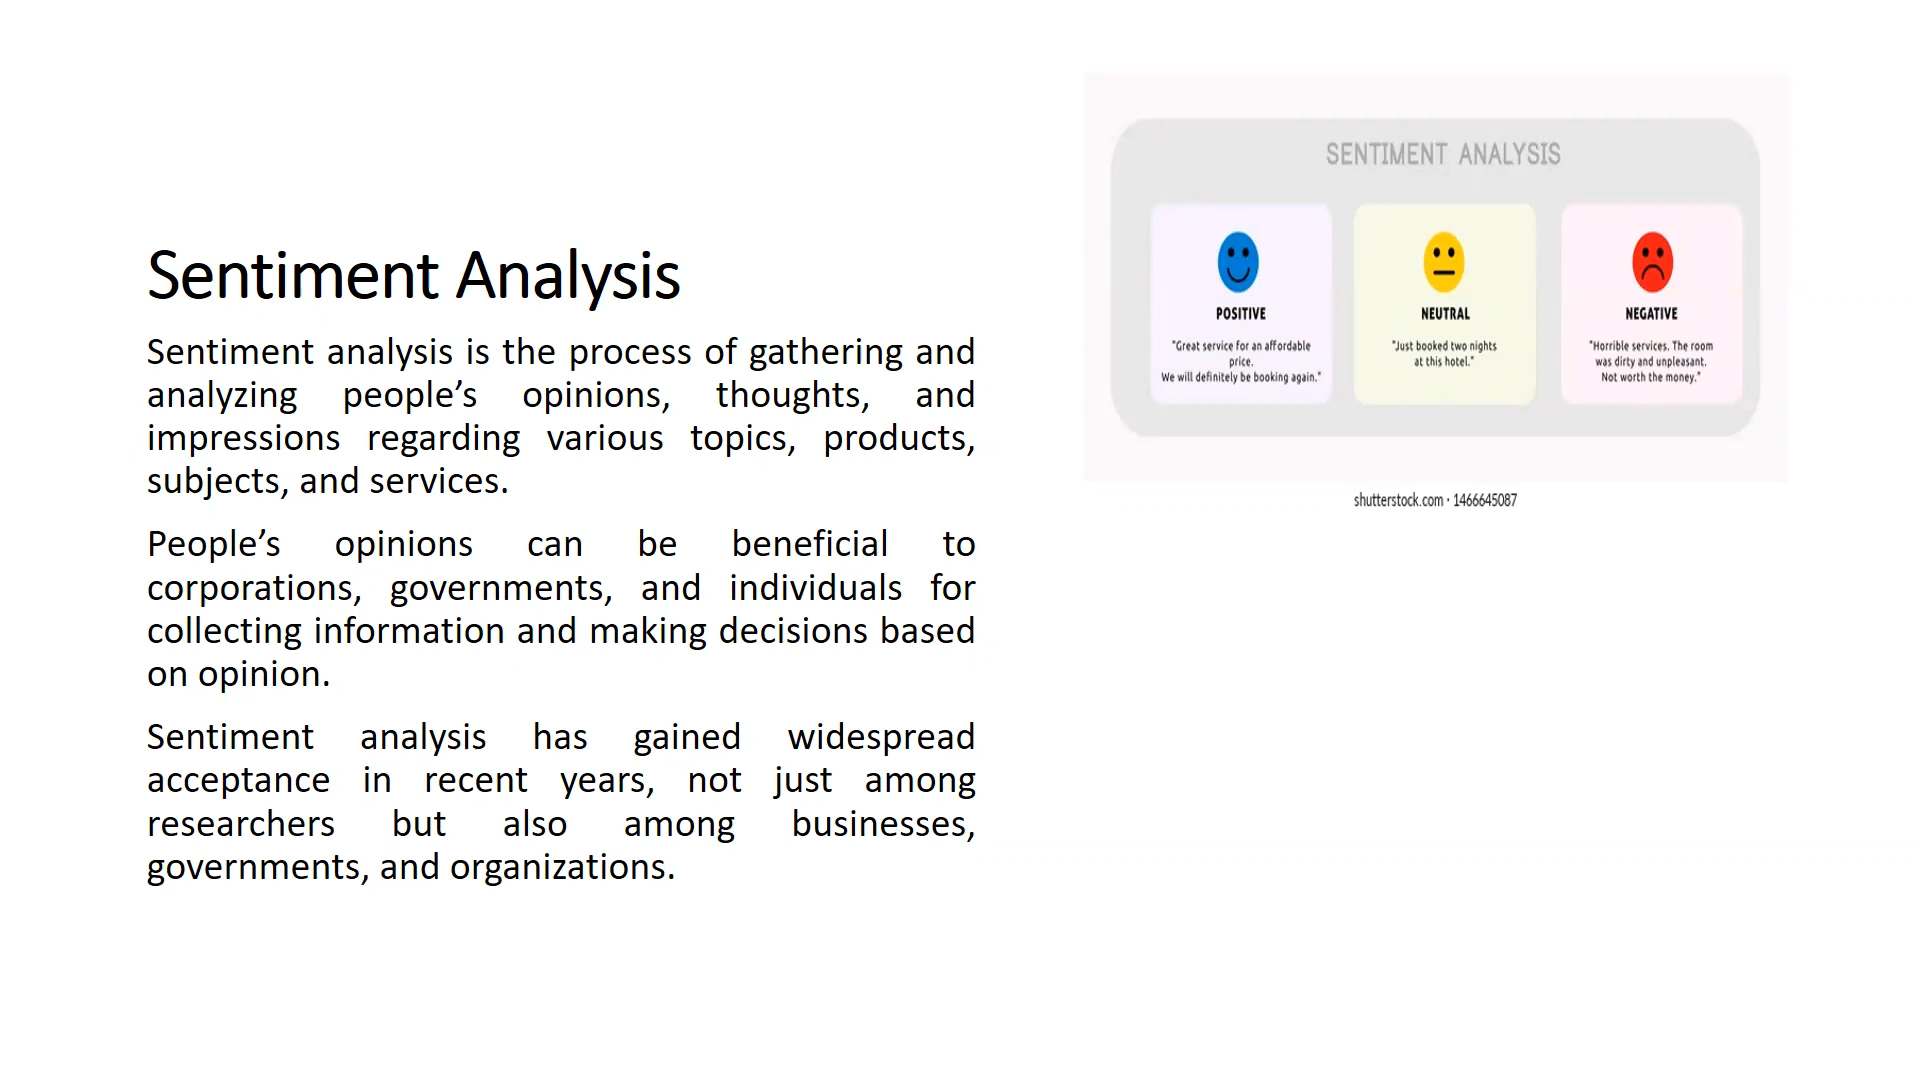 Sentiment Analysis
Sentiment analysis is the process of gathering and
analyzing people’s opinions, thoughts, and
impressions regarding various topics, products,
subjects, and services.
People’s opinions can be beneficial to
corporations, governments, and individuals for
collecting information and making decisions based
on opinion.
Sentiment analysis has gained widespread
acceptance in recent years, not just among
researchers but also among businesses,
governments, and organizations.
SENTIMENT ANALYSIS
POSITIVE
"Great service for an affordable
price.
We will definitely be booking again."
NEUTRAL
"Just booked two nights
at this hotel."
NEGATIVE
"Horrible services. The room
was dirty and unpleasant.
Not worth the money."
shutterstock.com · 1466645087